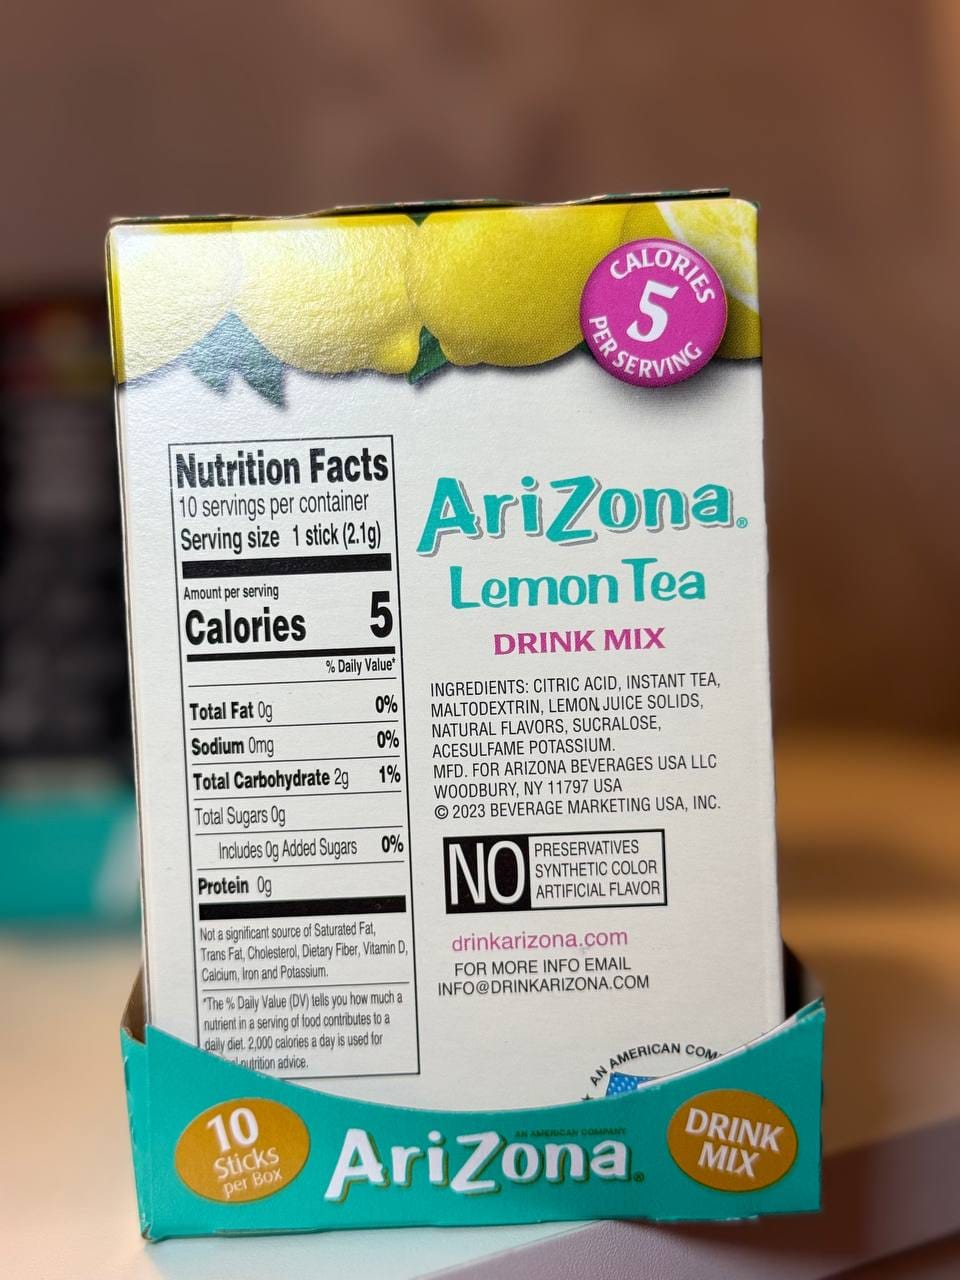 CALORIES
5
PER SERVING
Nutrition Facts
10 servings per container
Serving size 1 stick (2.1g)
Amount per serving
Calories 5
% Daily Value*
Total Fat 0g 0%
Sodium 0mg 0%
Total Carbohydrate 2g 1%
Total Sugars 0g
Includes 0g Added Sugars 0%
Protein 0g
Not a significant source of Saturated Fat,
Trans Fat, Cholesterol, Dietary Fiber, Vitamin D,
Calcium, Iron and Potassium.
*The % Daily Value (DV) tells you how much a
nutrient in a serving of food contributes to a
daily diet. 2,000 calories a day is used for
nutrition advice.
AriZona®
Lemon Tea
DRINK MIX
INGREDIENTS: CITRIC ACID, INSTANT TEA,
MALTODEXTRIN, LEMON JUICE SOLIDS,
NATURAL FLAVORS, SUCRALOSE,
ACESULFAME POTASSIUM.
MFD. FOR ARIZONA BEVERAGES USA LLC
WOODBURY, NY 11797 USA
© 2023 BEVERAGE MARKETING USA, INC.
NO PRESERVATIVES
SYNTHETIC COLOR
ARTIFICIAL FLAVOR
drinkarizona.com
FOR MORE INFO EMAIL
INFO@DRINKARIZONA.COM
AN AMERICAN COM
10
Sticks
per Box
AN AMERICAN COMPANY
AriZona®
DRINK
MIX